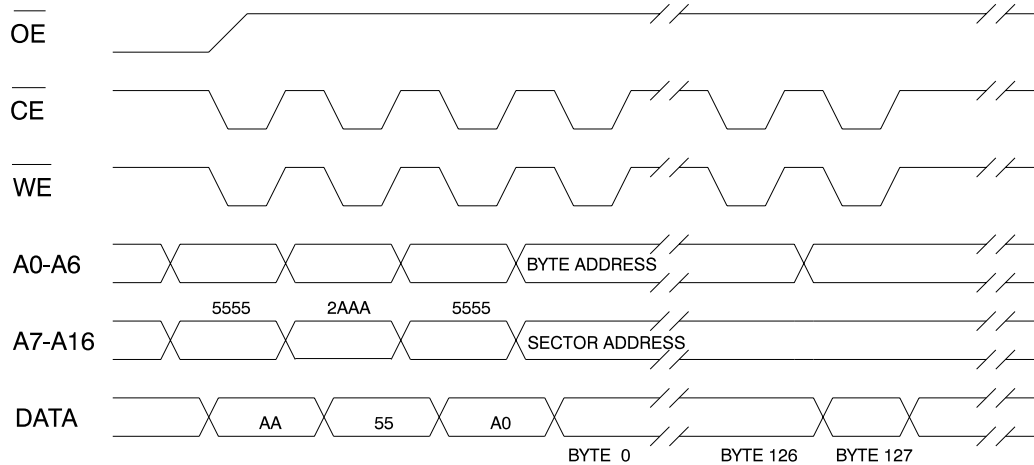 OE
CE
WE
A0-A6 BYTE ADDRESS
5555 2AAA 5555
A7-A16 SECTOR ADDRESS
DATA AA 55 A0
BYTE 0 BYTE 126 BYTE 127